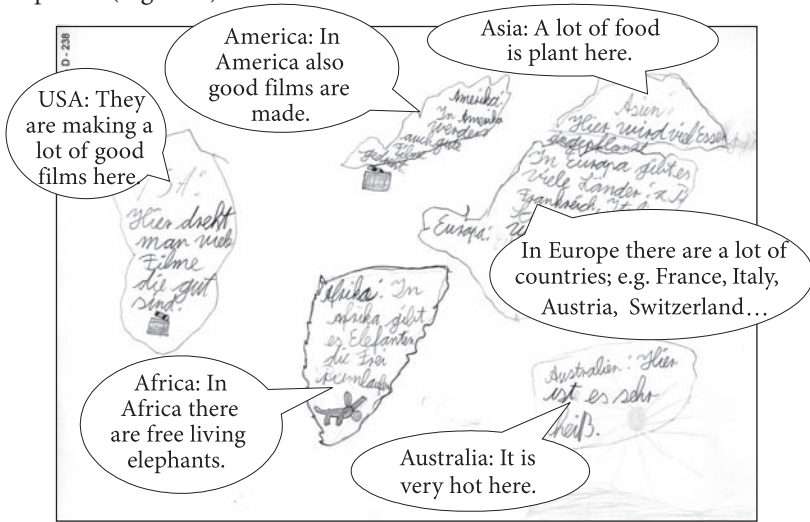 D - 238
America: In
America also
good films are
made.
Asia: A lot of food
is plant here.
USA: They
are making a
lot of good
films here.
Amerika:
In Amerika
werden
auch gute
Filme
gedreht.
Asien:
Hier wird viel Essen
angepflanzt
In Europa gibt es
viele Länder: z.B.
Frankreich,
Europa:
Hier dreht
man viele
Filme
die gut
sind.
In Europe there are a lot of
countries; e.g. France, Italy,
Austria, Switzerland…
Afrika: In
Afrika gibt
es Elefanten
die Frei
Australien: Hier
ist es sehr
heiß.
Africa: In
Africa there
are free living
elephants.
Australia: It is
very hot here.